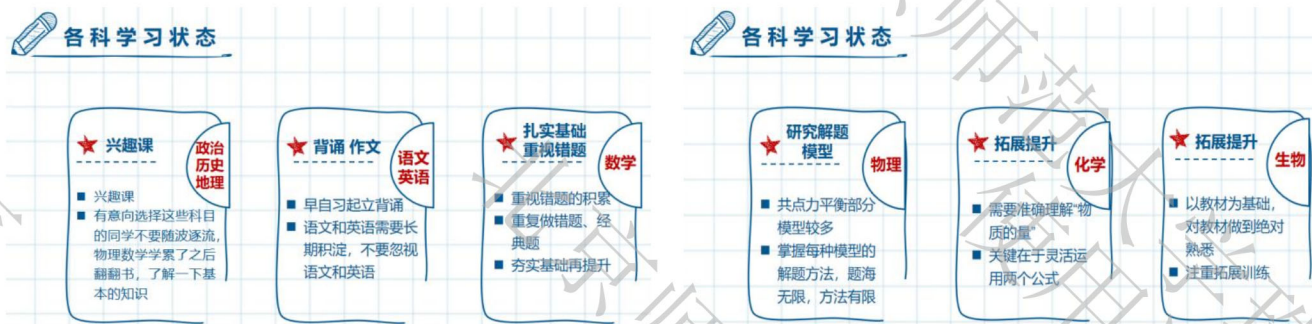 各科学习状态
兴趣课
政治
历史
地理
■ 兴趣课
■ 有意向选择这些科目
的同学不要随波逐流，
物理数学学累了之后
翻翻书，了解一下基
本的知识
背诵 作文
语文
英语
■ 早自习起立背诵
■ 语文和英语需要长
期积淀，不要忽视
语文和英语
扎实基础
重视错题
数学
■ 重视错题的积累
■ 重复做错题、经
典题
■ 夯实基础再提升
各科学习状态
研究解题
模型
物理
■ 共点力平衡部分
模型较多
■ 掌握每种模型的
解题方法，题海
无限，方法有限
拓展提升
化学
■ 需要准确理解“物
质的量”
■ 关键在于灵活运
用两个公式
拓展提升
生物
■ 以教材为基础，
对教材做到绝对
熟悉
■ 注重拓展训练
北京师
京师范大学
使用